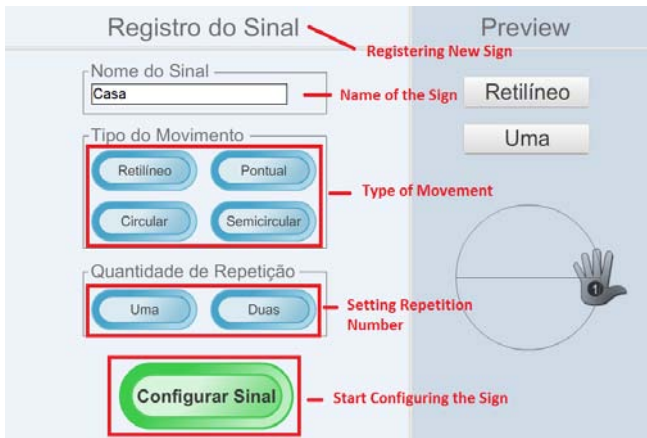 Registro do Sinal
Registering New Sign
Nome do Sinal
Casa
Name of the Sign
Tipo do Movimento
Retilíneo
Pontual
Circular
Semicircular
Type of Movement
Quantidade de Repetição
Uma
Duas
Setting Repetition
Number
Configurar Sinal
Start Configuring the Sign
Preview
Retilíneo
Uma
1